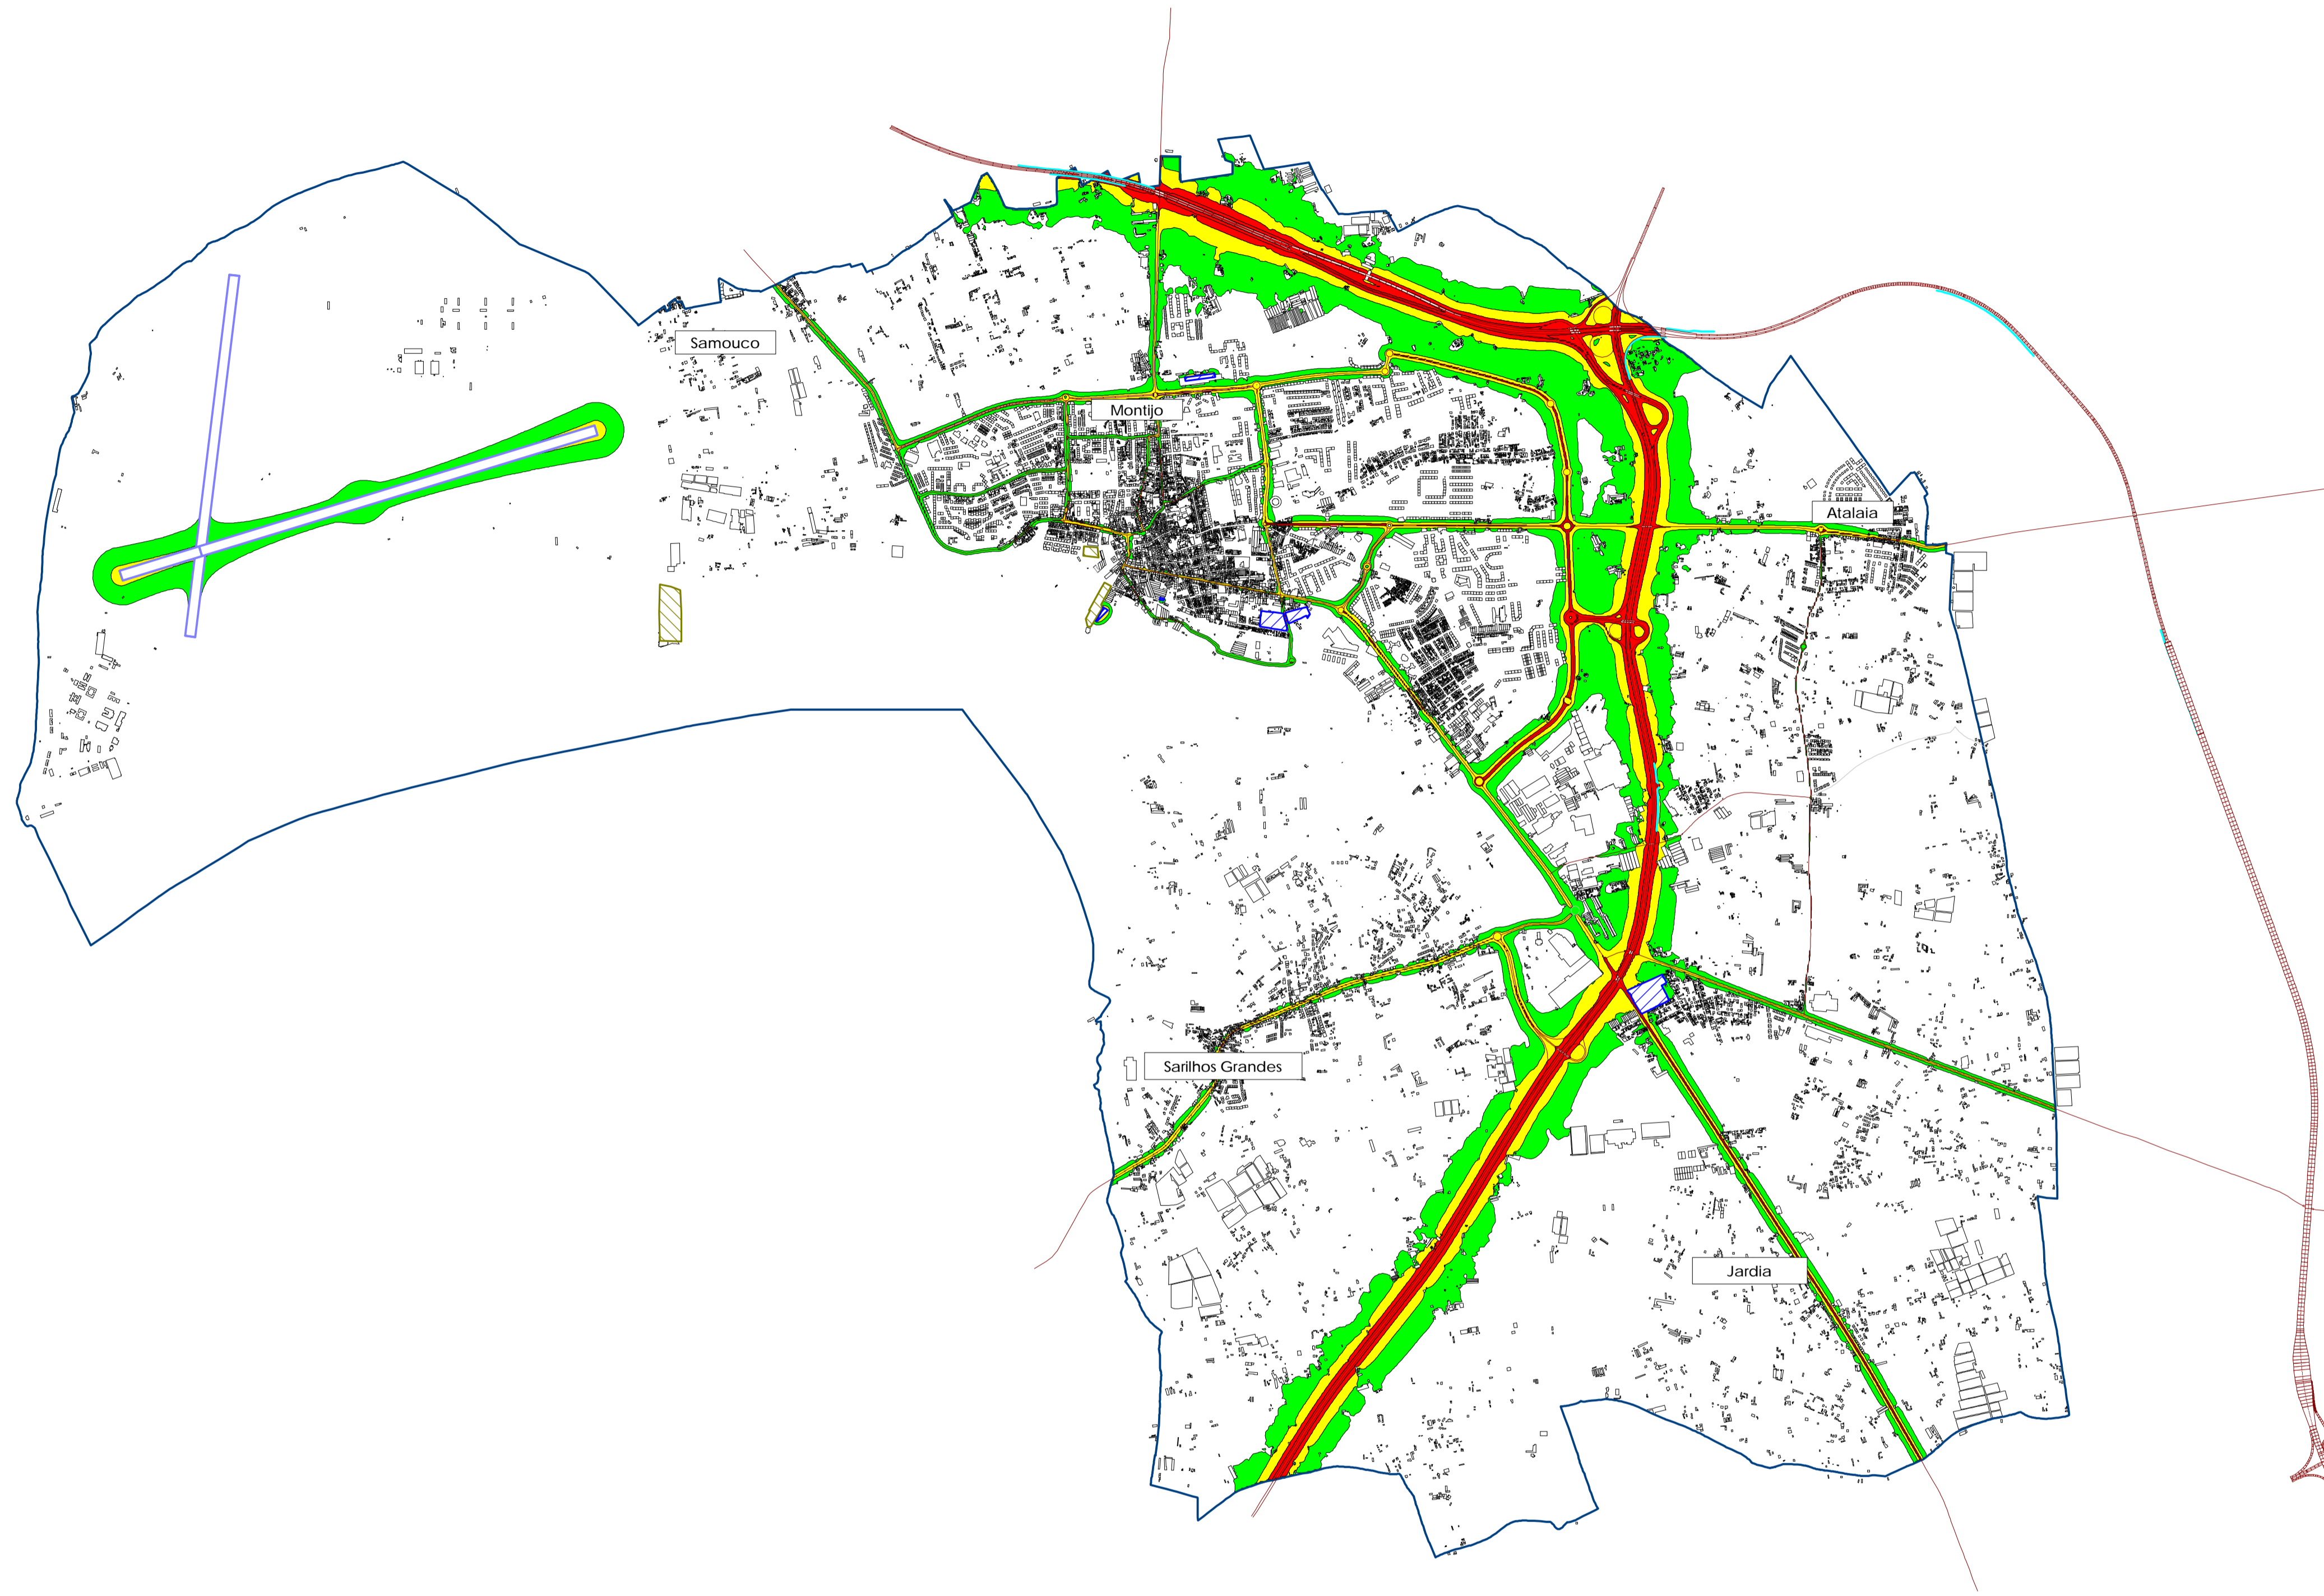 Samouco
Montijo
Atalaia
Sarilhos Grandes
Jardia